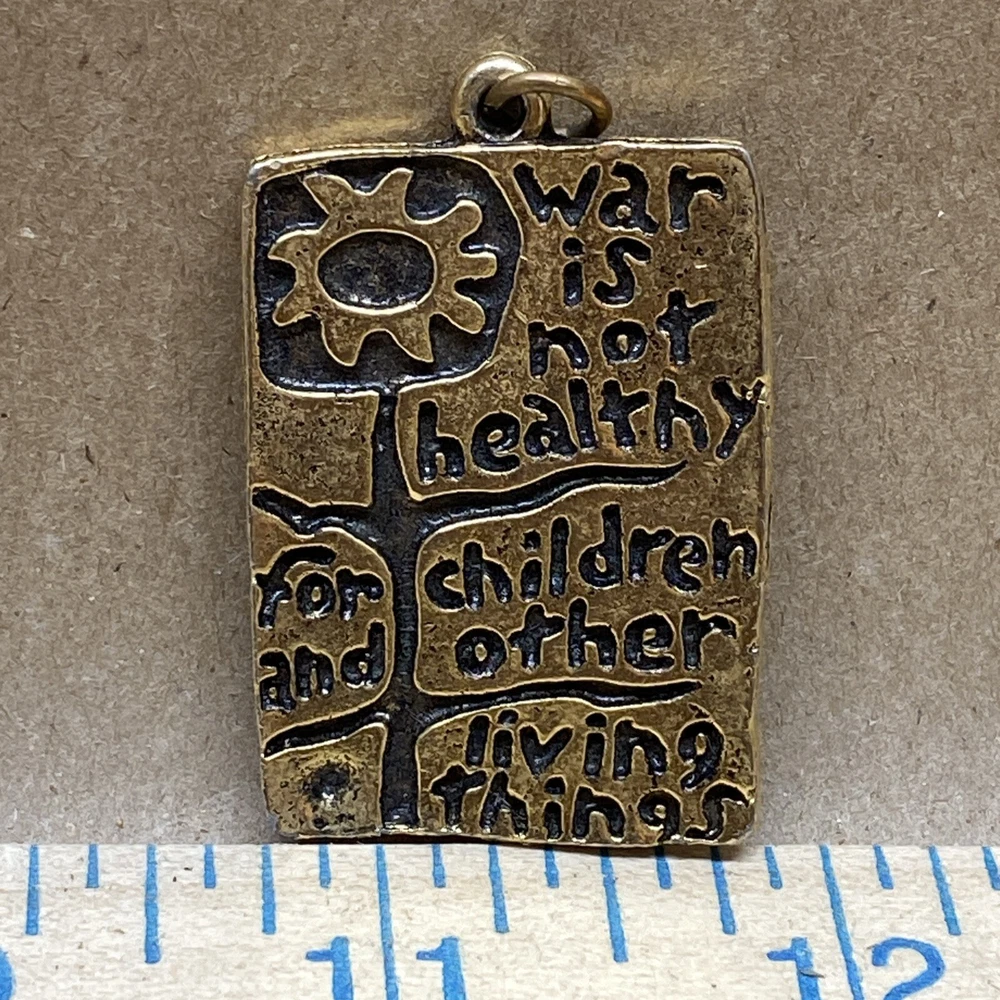 war
is
not
healthy
for children
and other
living
things
11 12